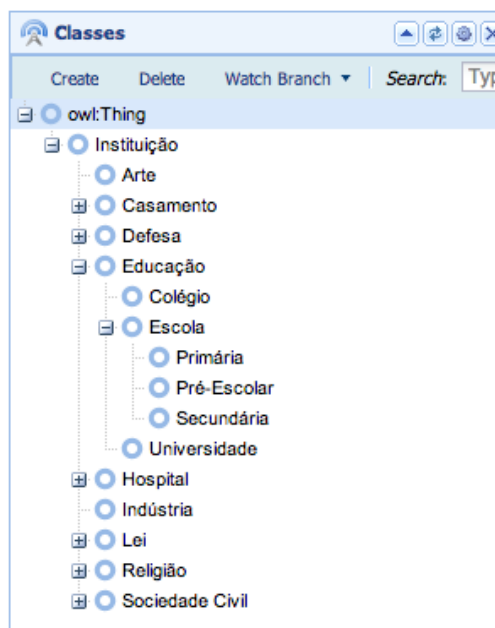 Classes
Create Delete Watch Branch Search: Typ
owl:Thing
Instituição
Arte
Casamento
Defesa
Educação
Colégio
Escola
Primária
Pré-Escolar
Secundária
Universidade
Hospital
Indústria
Lei
Religião
Sociedade Civil